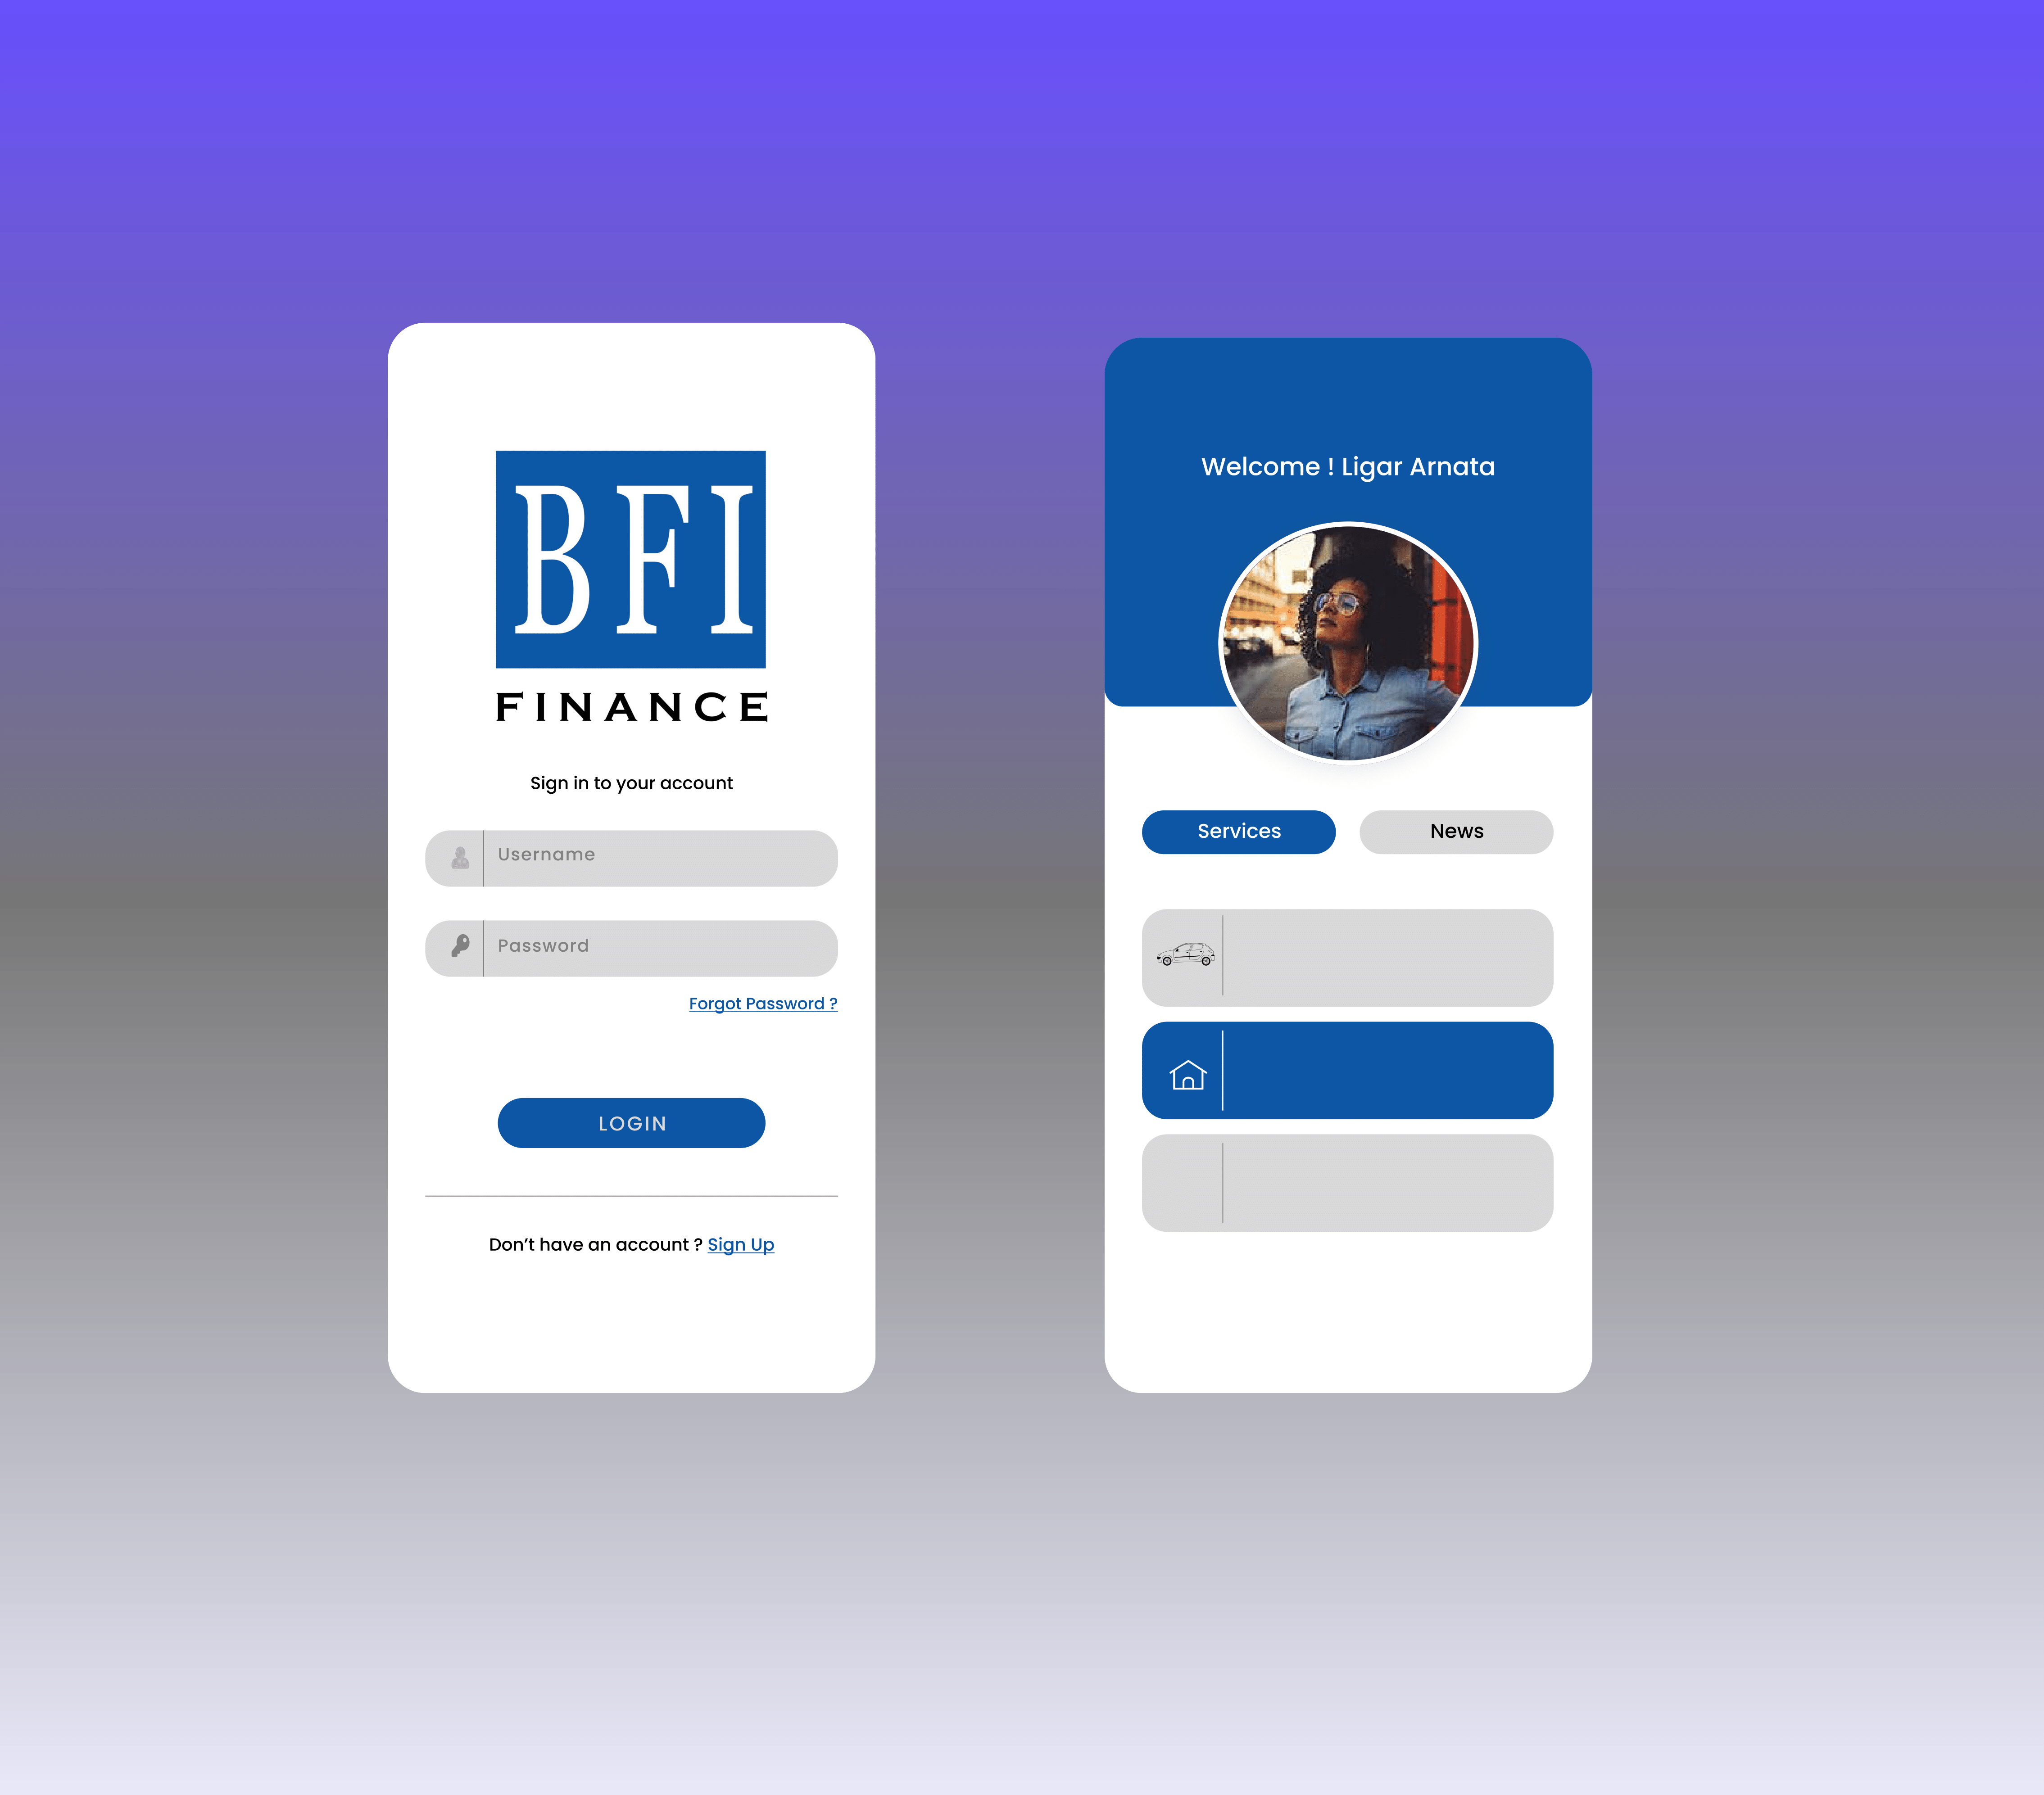 BFI
FINANCE
Sign in to your account
Username
Password
Forgot Password ?
LOGIN
Don’t have an account ? Sign Up
Welcome ! Ligar Arnata
Services
News